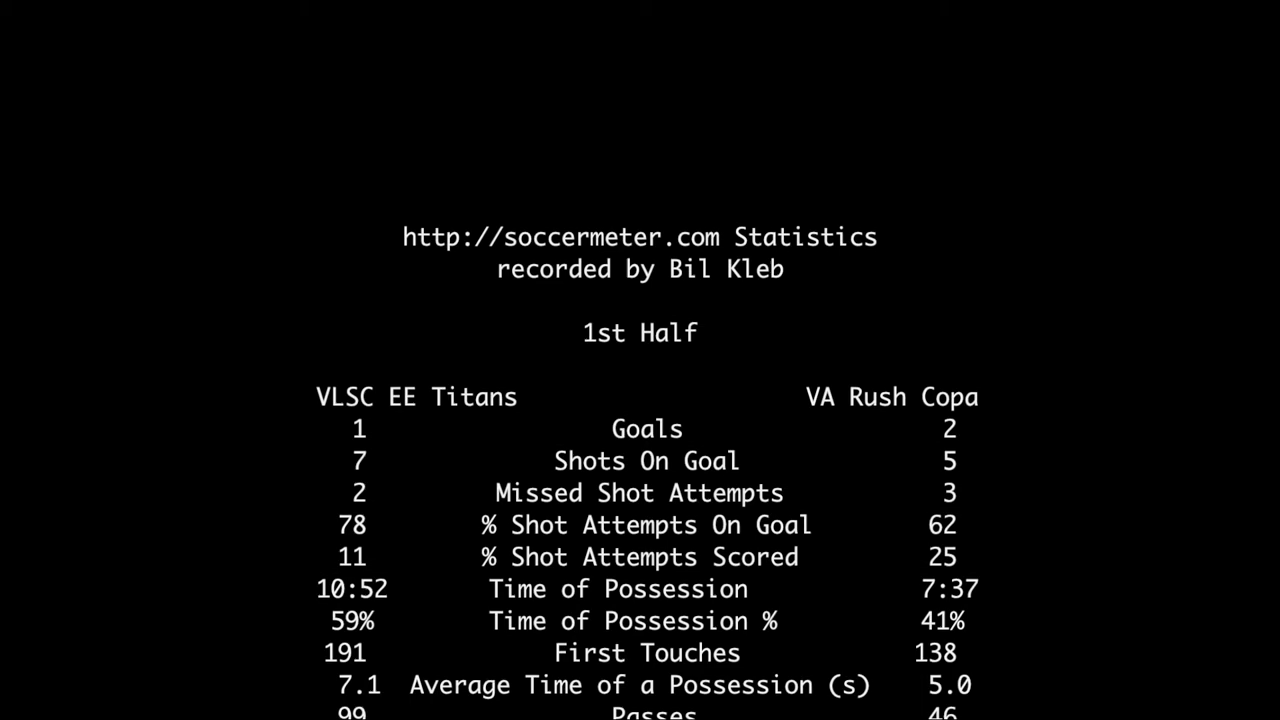 http://soccermeter.com Statistics
recorded by Bil Kleb
1st Half
VLSC EE Titans VA Rush Copa
1 Goals 2
7 Shots On Goal 5
2 Missed Shot Attempts 3
78 % Shot Attempts On Goal 62
11 % Shot Attempts Scored 25
10:52 Time of Possession 7:37
59% Time of Possession % 41%
191 First Touches 138
7.1 Average Time of a Possession (s) 5.0
99 Passes 46